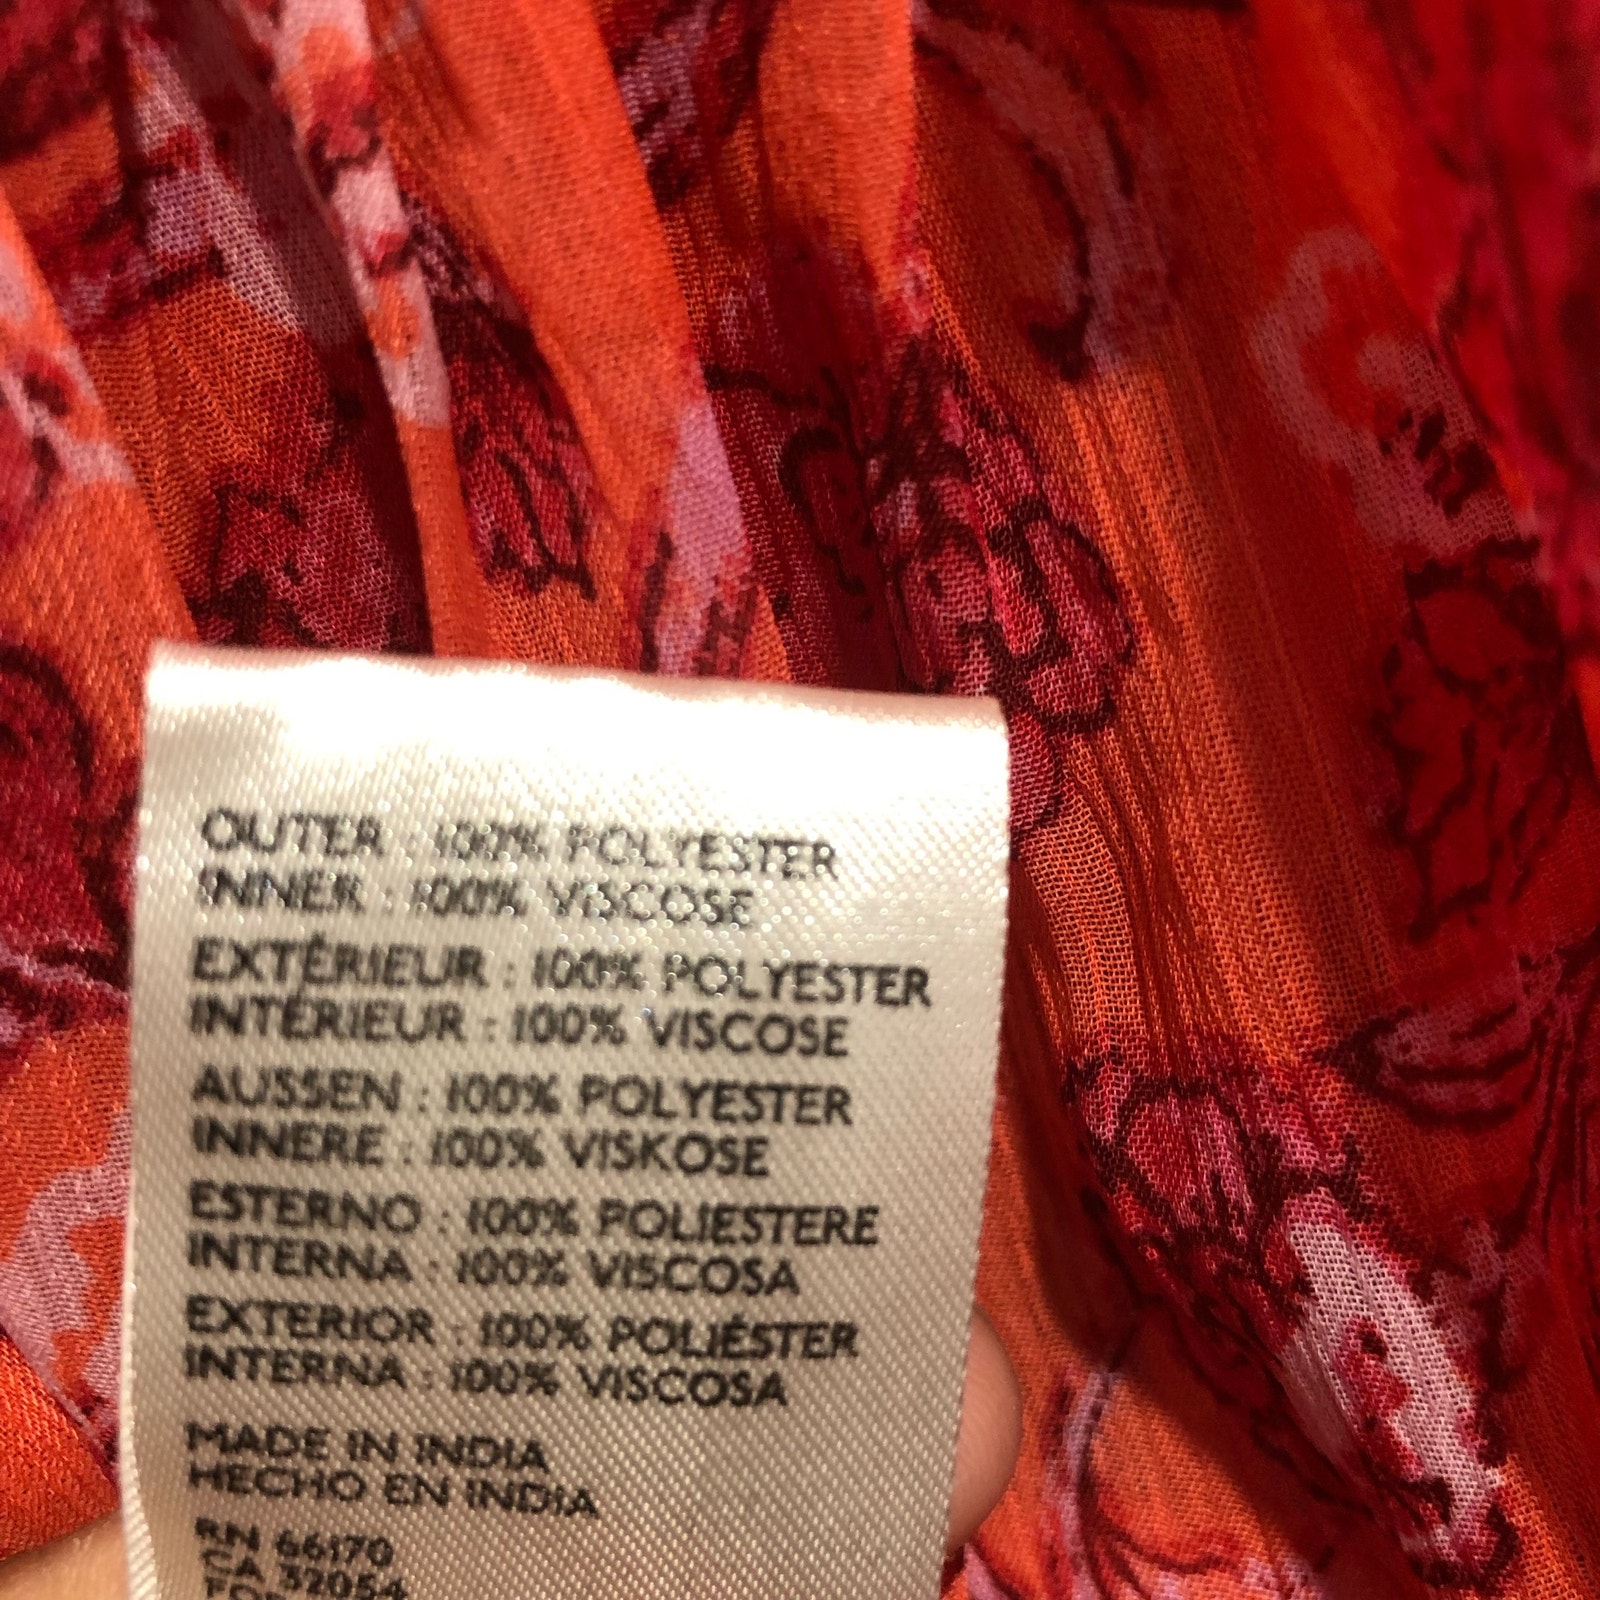 OUTER : 100% POLYESTER
INNER : 100% VISCOSE
EXTÉRIEUR : 100% POLYESTER
INTÉRIEUR : 100% VISCOSE
AUSSEN : 100% POLYESTER
INNERE : 100% VISKOSE
ESTERNO : 100% POLIESTERE
INTERNA : 100% VISCOSA
EXTERIOR : 100% POLIÉSTER
INTERNA : 100% VISCOSA
MADE IN INDIA
HECHO EN INDIA
RN 66170
CA 32054